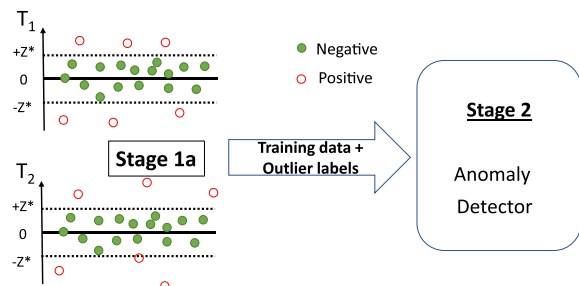 T1
+Z*
0
-Z*
Negative
Positive
Stage 1a
Training data +
Outlier labels
Stage 2
Anomaly
Detector
T2
+Z*
0
-Z*